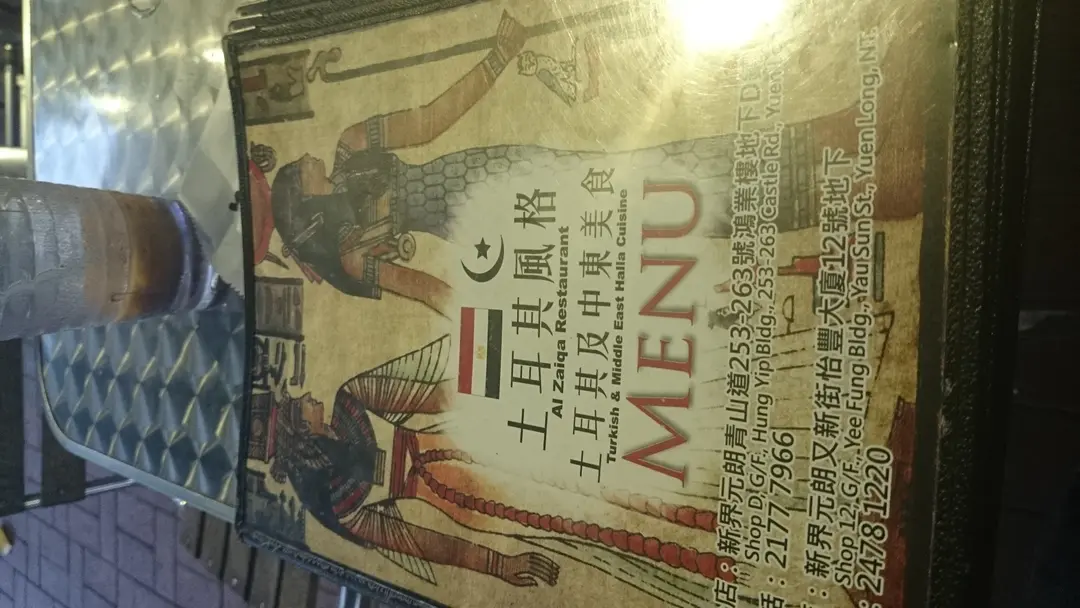 土耳其風格
Al Zaiqa Restaurant
土耳其及中東美食
Turkish & Middle East Halla Cuisine
MENU
店：新界元朗青山道253-263號鴻業樓地下D
Shop D, G/F., Hung Yip Bldg., 253-263 Castle Rd., Yuen
話：2177 7966
：新界元朗又新街怡豐大廈12號地下
Shop 12, G/F., Yee Fung Bldg., Yau Sun St., Yuen Long, NT.
：2478 1220